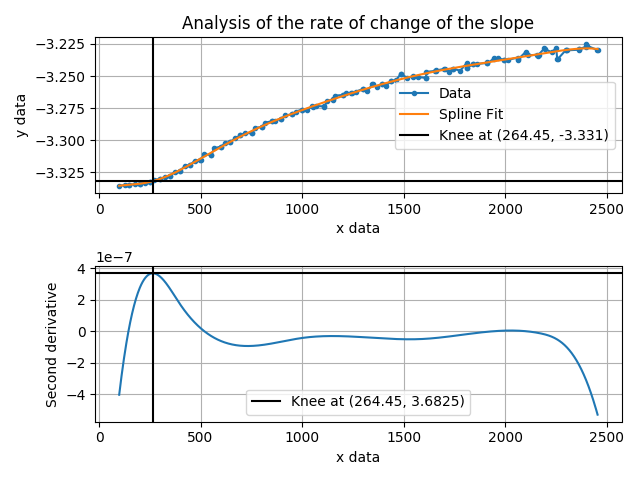 Analysis of the rate of change of the slope
y data
−3.225
−3.250
−3.275
−3.300
−3.325
Data
Spline Fit
Knee at (264.45, -3.331)
0 500 1000 1500 2000 2500
x data
1e−7
Second derivative
4
2
0
−2
−4
Knee at (264.45, 3.6825)
0 500 1000 1500 2000 2500
x data